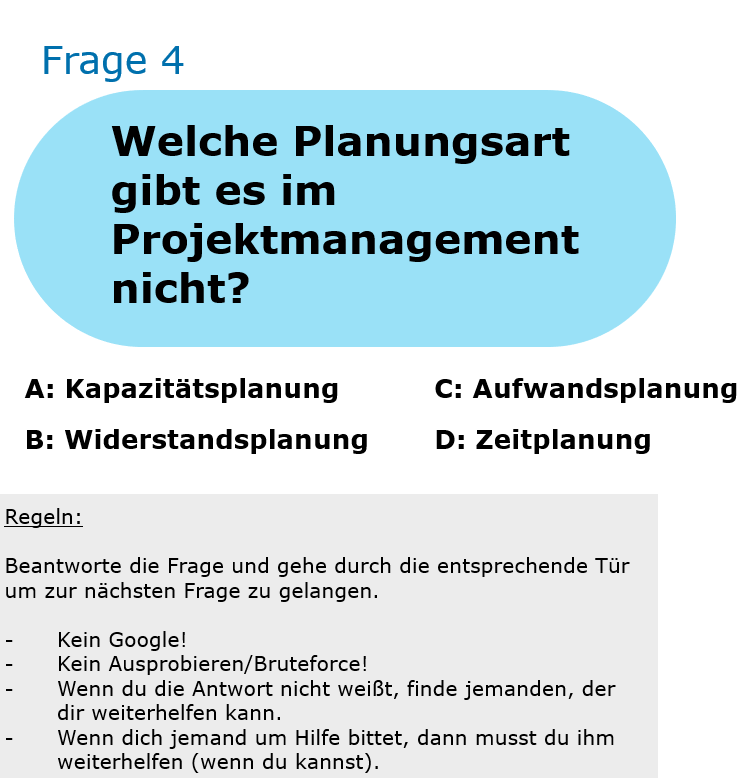 Frage 4
Welche Planungsart
gibt es im
Projektmanagement
nicht?
A: Kapazitätsplanung
C: Aufwandsplanung
B: Widerstandsplanung
D: Zeitplanung
Regeln:
Beantworte die Frage und gehe durch die entsprechende Tür
um zur nächsten Frage zu gelangen.
- Kein Google!
- Kein Ausprobieren/Bruteforce!
- Wenn du die Antwort nicht weißt, finde jemanden, der
dir weiterhelfen kann.
- Wenn dich jemand um Hilfe bittet, dann musst du ihm
weiterhelfen (wenn du kannst).